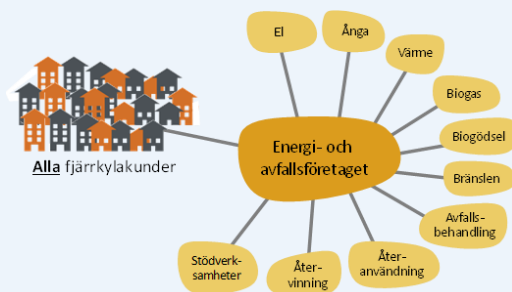 El
Ånga
Värme
Biogas
Biogödsel
Bränslen
Avfalls-
behandling
Åter-
användning
Åter-
vinning
Stödverk-
samheter
Energi- och
avfallsföretaget
Alla fjärrkylakunder